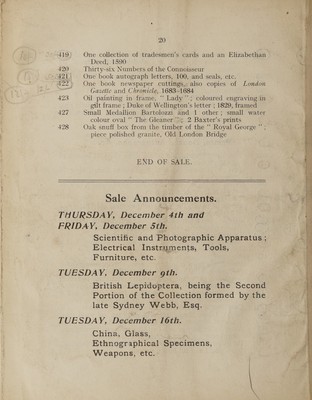 20
419 One collection of tradesmen's cards and an Elizabethan
Deed, 1590
420 Thirty-six Numbers of the Connoisseur
421 One book autograph letters, 100, and seals, etc.
422 One book newspaper cuttings, also copies of London
Gazette and Chronicle, 1683-1684
423 Oil painting in frame, "Lady"; coloured engraving in
gilt frame; Duke of Wellington's letter; 1829, framed
427 Small Medallion Bartolozzi and 1 other; small water
colour oval "The Gleaner"; 2 Baxter's prints
428 Oak snuff box from the timber of the "Royal George";
piece polished granite, Old London Bridge
END OF SALE.
Sale Announcements.
THURSDAY, December 4th and
FRIDAY, December 5th.
Scientific and Photographic Apparatus;
Electrical Instruments, Tools,
Furniture, etc.
TUESDAY, December 9th.
British Lepidoptera, being the Second
Portion of the Collection formed by the
late Sydney Webb, Esq.
TUESDAY, December 16th.
China, Glass,
Ethnographical Specimens,
Weapons, etc.